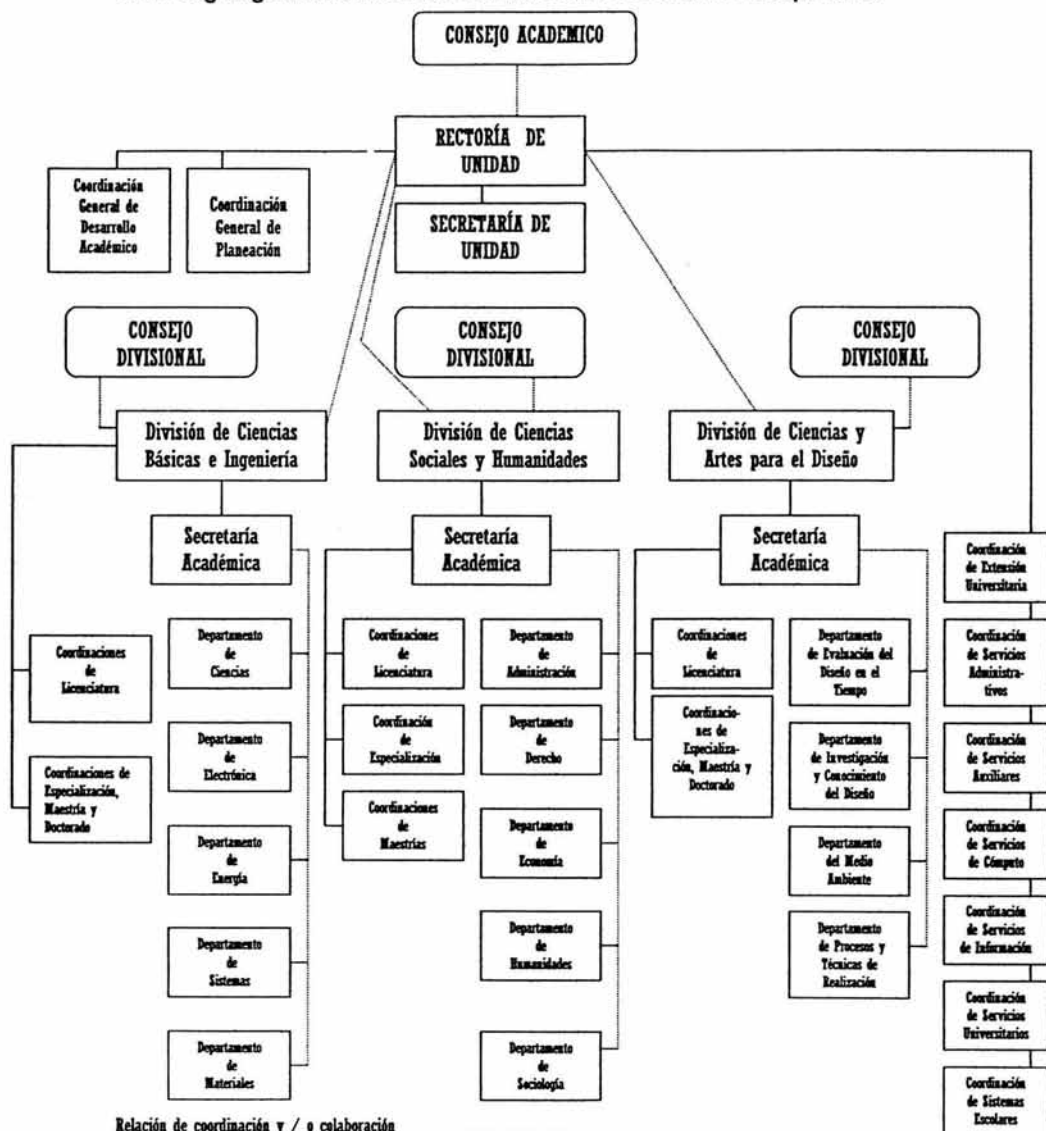 CONSEJO ACADEMICO
RECTORÍA DE
UNIDAD
Coordinación
General de
Desarrollo
Académico
Coordinación
General de
Planeación
SECRETARÍA DE
UNIDAD
CONSEJO
DIVISIONAL
CONSEJO
DIVISIONAL
CONSEJO
DIVISIONAL
División de Ciencias
Básicas e Ingeniería
División de Ciencias
Sociales y Humanidades
División de Ciencias y
Artes para el Diseño
Secretaría
Académica
Secretaría
Académica
Secretaría
Académica
Coordinaciones
de
Licenciatura
Coordinaciones de
Especialización,
Maestría y
Doctorado
Departamento
de
Ciencias
Departamento
de
Electrónica
Departamento
de
Energía
Departamento
de
Sistemas
Departamento
de
Materiales
Coordinaciones
de
Licenciatura
Coordinación
de
Especialización
Coordinaciones
de
Maestrías
Departamento
de
Administración
Departamento
de
Derecho
Departamento
de
Economía
Departamento
de
Humanidades
Departamento
de
Sociología
Coordinaciones
de
Licenciatura
Coordinacio-
nes de
Especializa-
ción, Maestría y
Doctorado
Departamento
de Evaluación del
Diseño en el
Tiempo
Departamento
de Investigación
y Conocimiento
del Diseño
Departamento
del Medio
Ambiente
Departamento
de Procesos y
Técnicas de
Realización
Coordinación
de Extensión
Universitaria
Coordinación
de Servicios
Administra-
tivos
Coordinación
de Servicios
Auxiliares
Coordinación
de Servicios
de Cómputo
Coordinación
de Servicios
de Información
Coordinación
de Servicios
Universitarios
Coordinación
de Sistemas
Escolares
Relación de coordinación y / o colaboración